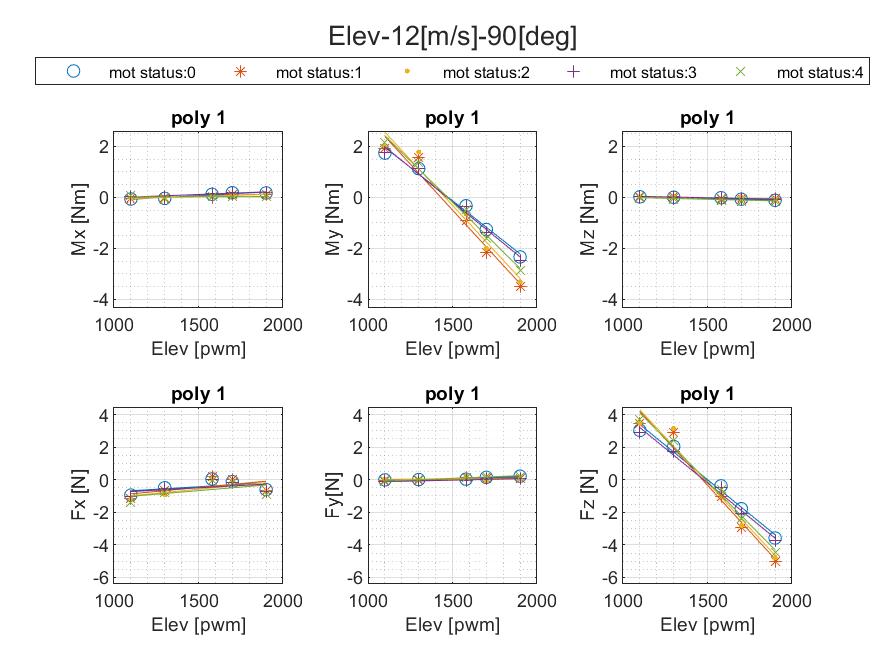 Elev-12[m/s]-90[deg]
mot status:0 mot status:1 mot status:2 mot status:3 mot status:4
poly 1 poly 1 poly 1
2 2 2
0 0 0
-2 -2 -2
-4 -4 -4
Mx [Nm] My [Nm] Mz [Nm]
1000 1500 2000 1000 1500 2000 1000 1500 2000
Elev [pwm] Elev [pwm] Elev [pwm]
poly 1 poly 1 poly 1
4 4 4
2 2 2
0 0 0
-2 -2 -2
-4 -4 -4
-6 -6 -6
Fx [N] Fy[N] Fz [N]
1000 1500 2000 1000 1500 2000 1000 1500 2000
Elev [pwm] Elev [pwm] Elev [pwm]